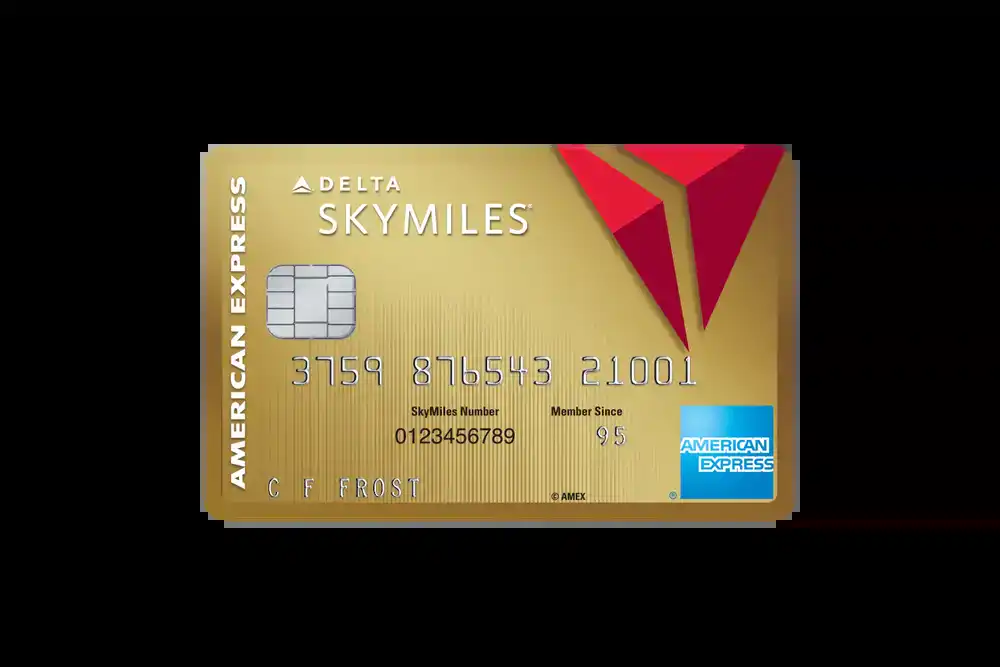 AMERICAN EXPRESS
DELTA
SKYMILES
3759 876543 21001
SkyMiles Number
Member Since
0123456789
95
AMERICAN
EXPRESS
C F FROST
© AMEX
®